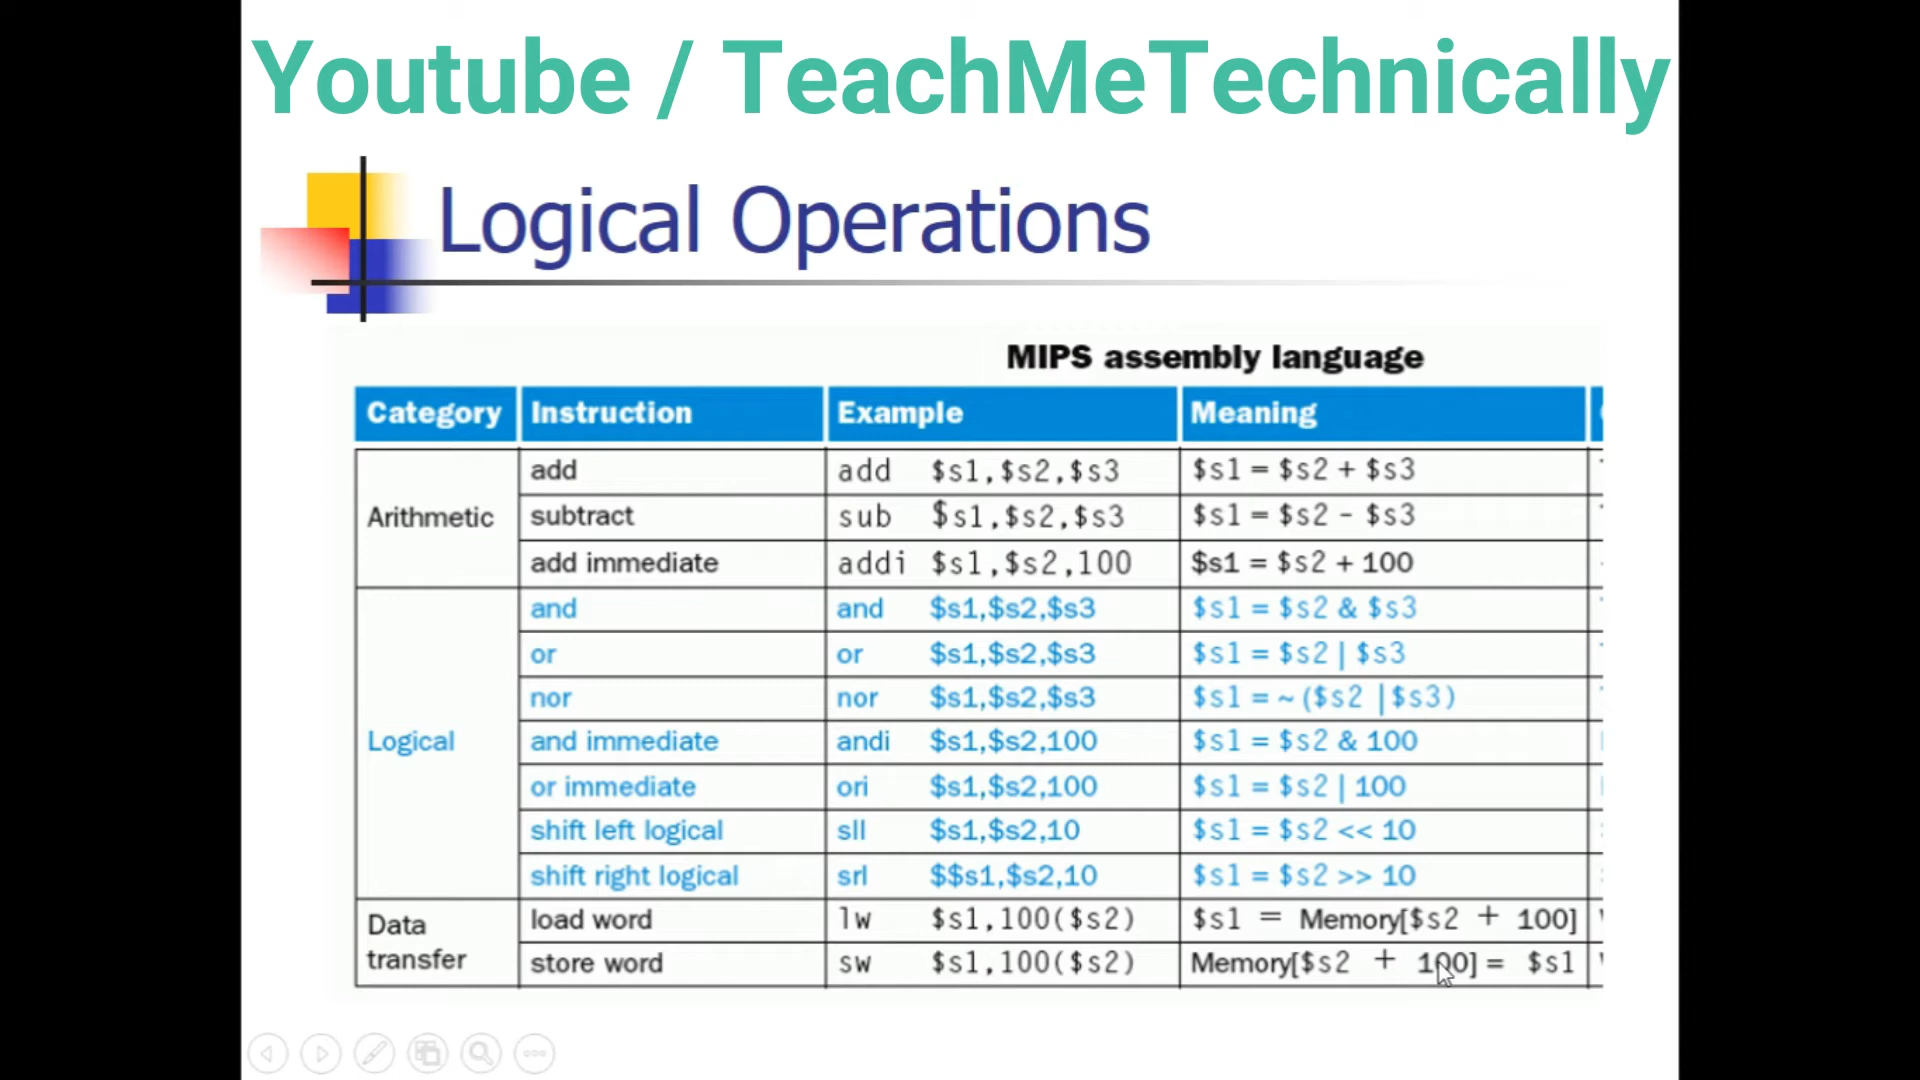 Youtube / TeachMeTechnically
Logical Operations
MIPS assembly language
Category Instruction Example Meaning
Arithmetic
add add $s1,$s2,$s3 $s1 = $s2 + $s3
subtract sub $s1,$s2,$s3 $s1 = $s2 - $s3
add immediate addi $s1,$s2,100 $s1 = $s2 + 100
Logical
and and $s1,$s2,$s3 $s1 = $s2 & $s3
or or $s1,$s2,$s3 $s1 = $s2 | $s3
nor nor $s1,$s2,$s3 $s1 = ~ ($s2 |$s3)
and immediate andi $s1,$s2,100 $s1 = $s2 & 100
or immediate ori $s1,$s2,100 $s1 = $s2 | 100
shift left logical sll $s1,$s2,10 $s1 = $s2 << 10
shift right logical srl $$s1,$s2,10 $s1 = $s2 >> 10
Data
transfer
load word lw $s1,100($s2) $s1 = Memory[$s2 + 100]
store word sw $s1,100($s2) Memory[$s2 + 100] = $s1